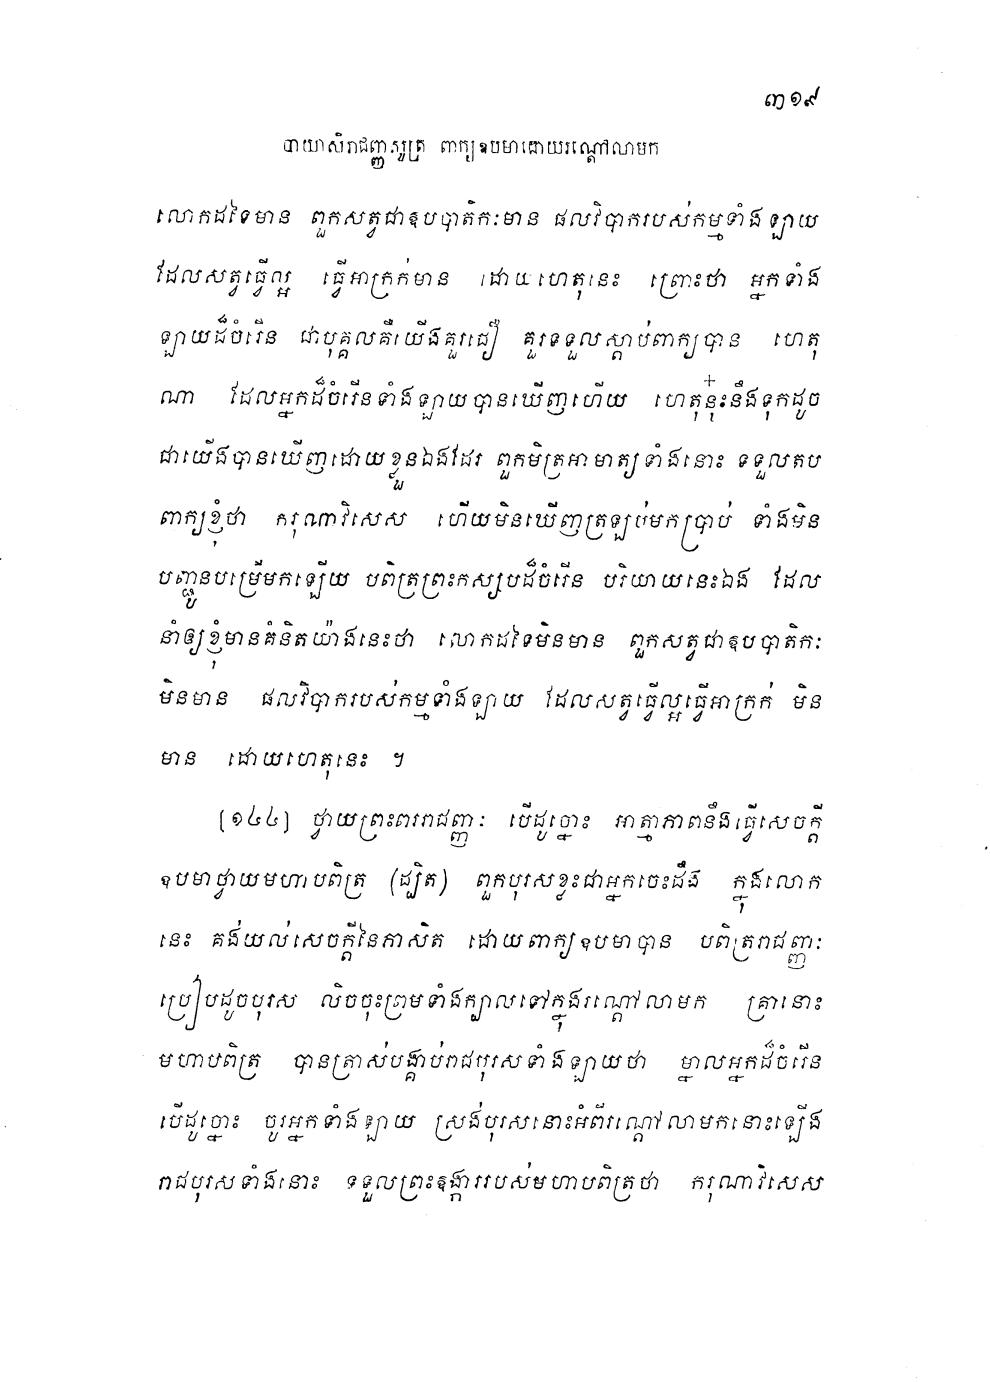 ៣១៩
បាយាសិរាជញ្ញសូត្រ ពាក្យឧបមាដោយរណ្តៅលាមក
លោកដទៃមាន ពួកសត្វជាឧបបាតិកៈមាន ផលវិបាករបស់កម្មទាំងឡាយ
ដែលសត្វធ្វើល្អ ធ្វើអាក្រក់មាន ដោយហេតុនេះ ព្រោះថា អ្នកទាំង
ឡាយដ៏ចំរើន ជាបុគ្គលគឺយើងគួរជឿ គួរទទួលស្តាប់ពាក្យបាន ហេតុ
ណា ដែលអ្នកដ៏ចំរើនទាំងឡាយបានឃើញហើយ ហេតុនុ៎ះនឹងទុកដូច
ជាយើងបានឃើញដោយខ្លួនឯងដែរ ពួកមិត្រអាមាត្យទាំងនោះ ទទួលតប
ពាក្យខ្ញុំថា ករុណាវិសេស ហើយមិនឃើញត្រឡប់មកប្រាប់ ទាំងមិន
បញ្ជូនបម្រើមកឡើយ បពិត្រព្រះកស្សបដ៏ចំរើន បរិយាយនេះឯង ដែល
នាំឲ្យខ្ញុំមានគំនិតយ៉ាងនេះថា លោកដទៃមិនមាន ពួកសត្វជាឧបបាតិកៈ
មិនមាន ផលវិបាករបស់កម្មទាំងឡាយ ដែលសត្វធ្វើល្អធ្វើអាក្រក់ មិន
មាន ដោយហេតុនេះ ។
[១៤៤] ថ្វាយព្រះពររាជញ្ញៈ បើដូច្នោះ អាត្មាភាពនឹងធ្វើសេចក្តី
ឧបមាថ្វាយមហាបពិត្រ (ដ្បិត) ពួកបុរសខ្លះជាអ្នកចេះដឹង ក្នុងលោក
នេះ គង់យល់សេចក្តីនៃភាសិត ដោយពាក្យឧបមាបាន បពិត្ររាជញ្ញៈ
ប្រៀបដូចបុរស លិចចុះព្រមទាំងក្បាលទៅក្នុងរណ្តៅលាមក គ្រានោះ
មហាបពិត្រ បានត្រាស់បង្គាប់រាជបុរសទាំងឡាយថា ម្នាលអ្នកដ៏ចំរើន
បើដូច្នោះ ចូរអ្នកទាំងឡាយ ស្រង់បុរសនោះអំពីរណ្តៅលាមកនោះឡើង
រាជបុរសទាំងនោះ ទទួលព្រះឧង្ការរបស់មហាបពិត្រថា ករុណាវិសេស